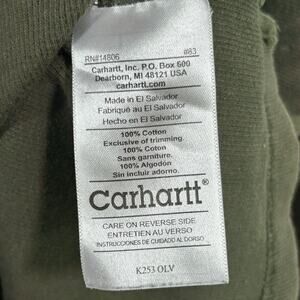 RN#14806 #83
Carhartt, Inc. P.O. Box 600
Dearborn, MI 48121 USA
carhartt.com
Made in El Salvador
Fabriqué au El Salvador
Hecho en El Salvador
100% Cotton
Exclusive of trimming.
100% Coton
Sans garniture.
100% Algodón
Sin incluir adorno.
Carhartt®
CARE ON REVERSE SIDE
ENTRETIEN AU VERSO
INSTRUCCIONES DE CUIDADO AL DORSO
K253 OLV